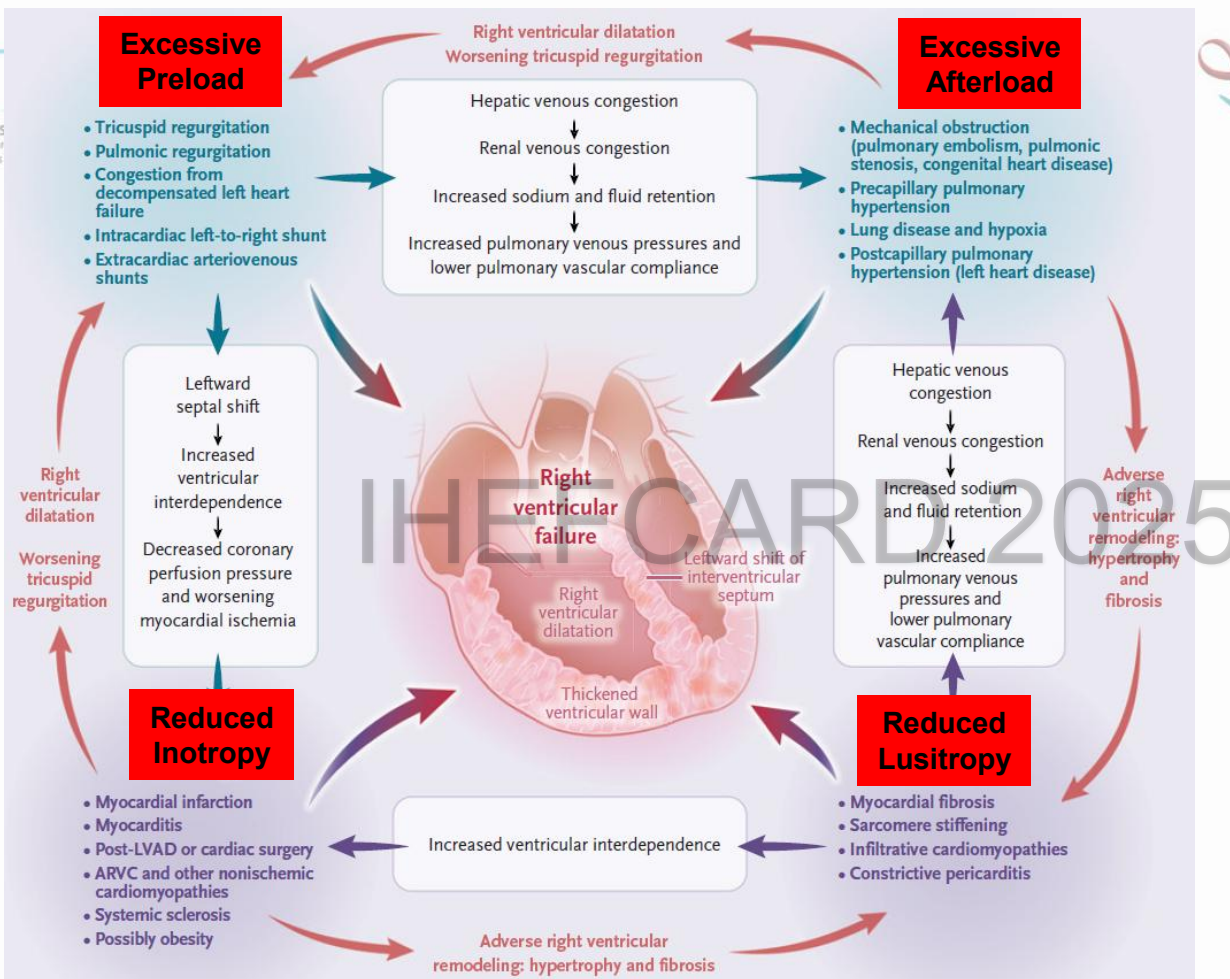 Excessive
Preload
Right ventricular dilatation
Worsening tricuspid regurgitation
Excessive
Afterload
• Tricuspid regurgitation
• Pulmonic regurgitation
• Congestion from
decompensated left heart
failure
• Intracardiac left-to-right shunt
• Extracardiac arteriovenous
shunts
Hepatic venous congestion
Renal venous congestion
Increased sodium and fluid retention
Increased pulmonary venous pressures and
lower pulmonary vascular compliance
• Mechanical obstruction
(pulmonary embolism, pulmonic
stenosis, congenital heart disease)
• Precapillary pulmonary
hypertension
• Lung disease and hypoxia
• Postcapillary pulmonary
hypertension (left heart disease)
Right
ventricular
dilatation
Worsening
tricuspid
regurgitation
Leftward
septal shift
Increased
ventricular
interdependence
Decreased coronary
perfusion pressure
and worsening
myocardial ischemia
Right
ventricular
failure
Right
ventricular
dilatation
Leftward shift of
interventricular
septum
Thickened
ventricular wall
IHEFCARD 2025
Hepatic venous
congestion
Renal venous congestion
Increased sodium
and fluid retention
Increased
pulmonary venous
pressures and
lower pulmonary
vascular compliance
Adverse
right
ventricular
remodeling:
hypertrophy
and
fibrosis
Reduced
Inotropy
• Myocardial infarction
• Myocarditis
• Post-LVAD or cardiac surgery
• ARVC and other nonischemic
cardiomyopathies
• Systemic sclerosis
• Possibly obesity
Increased ventricular interdependence
Reduced
Lusitropy
• Myocardial fibrosis
• Sarcomere stiffening
• Infiltrative cardiomyopathies
• Constrictive pericarditis
Adverse right ventricular
remodeling: hypertrophy and fibrosis